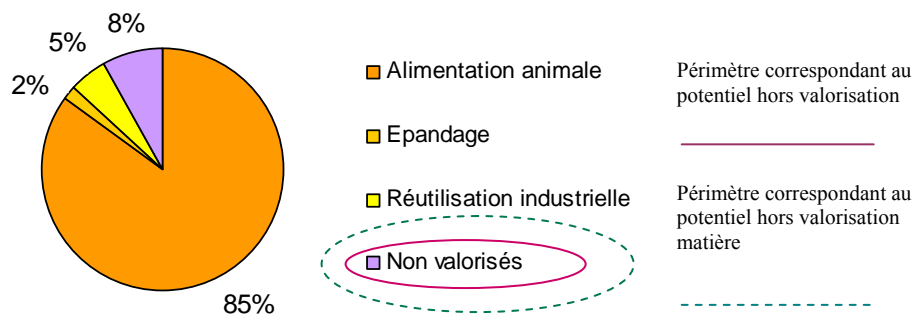 8%
5%
2%
85%
Alimentation animale
Epandage
Réutilisation industrielle
Non valorisés
Périmètre correspondant au
potentiel hors valorisation
Périmètre correspondant au
potentiel hors valorisation
matière